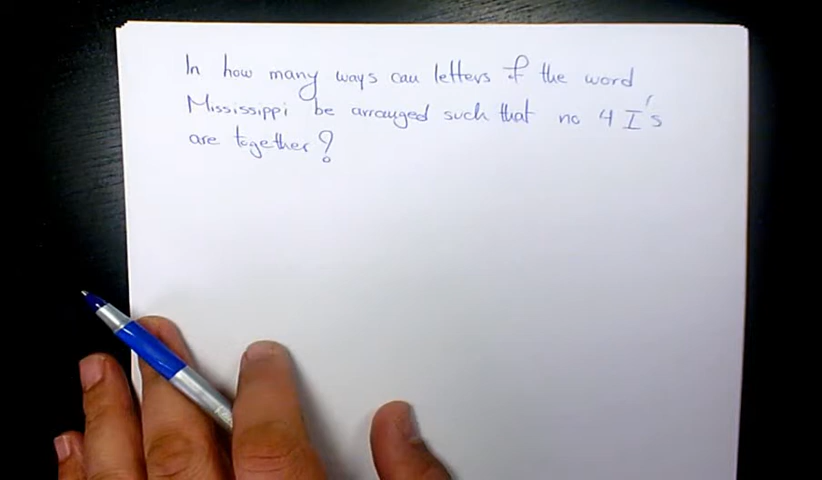 In how many ways can letters of the word
Mississippi be arranged such that no 4 I's
are together?